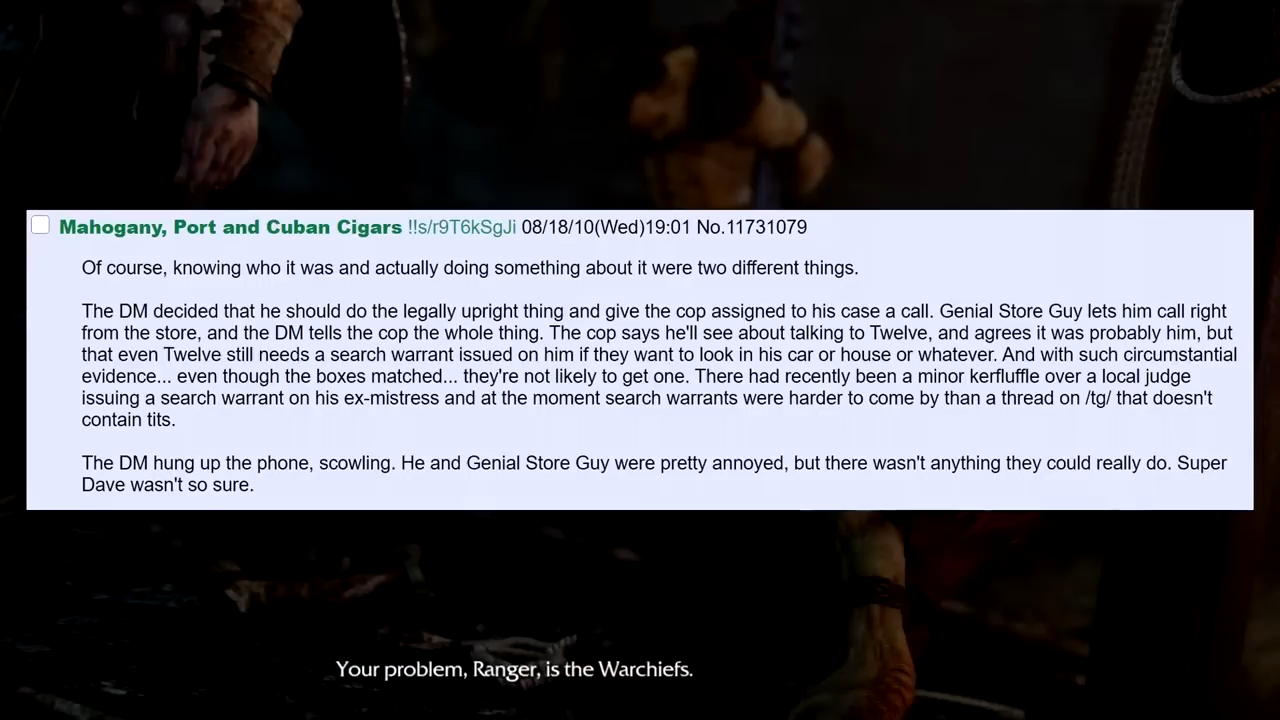 Mahogany, Port and Cuban Cigars !!s/r9T6kSgJi 08/18/10(Wed)19:01 No.11731079
Of course, knowing who it was and actually doing something about it were two different things.
The DM decided that he should do the legally upright thing and give the cop assigned to his case a call. Genial Store Guy lets him call right
from the store, and the DM tells the cop the whole thing. The cop says he'll see about talking to Twelve, and agrees it was probably him, but
that even Twelve still needs a search warrant issued on him if they want to look in his car or house or whatever. And with such circumstantial
evidence... even though the boxes matched... they're not likely to get one. There had recently been a minor kerfluffle over a local judge
issuing a search warrant on his ex-mistress and at the moment search warrants were harder to come by than a thread on /tg/ that doesn't
contain tits.
The DM hung up the phone, scowling. He and Genial Store Guy were pretty annoyed, but there wasn't anything they could really do. Super
Dave wasn't so sure.
Your problem, Ranger, is the Warchiefs.